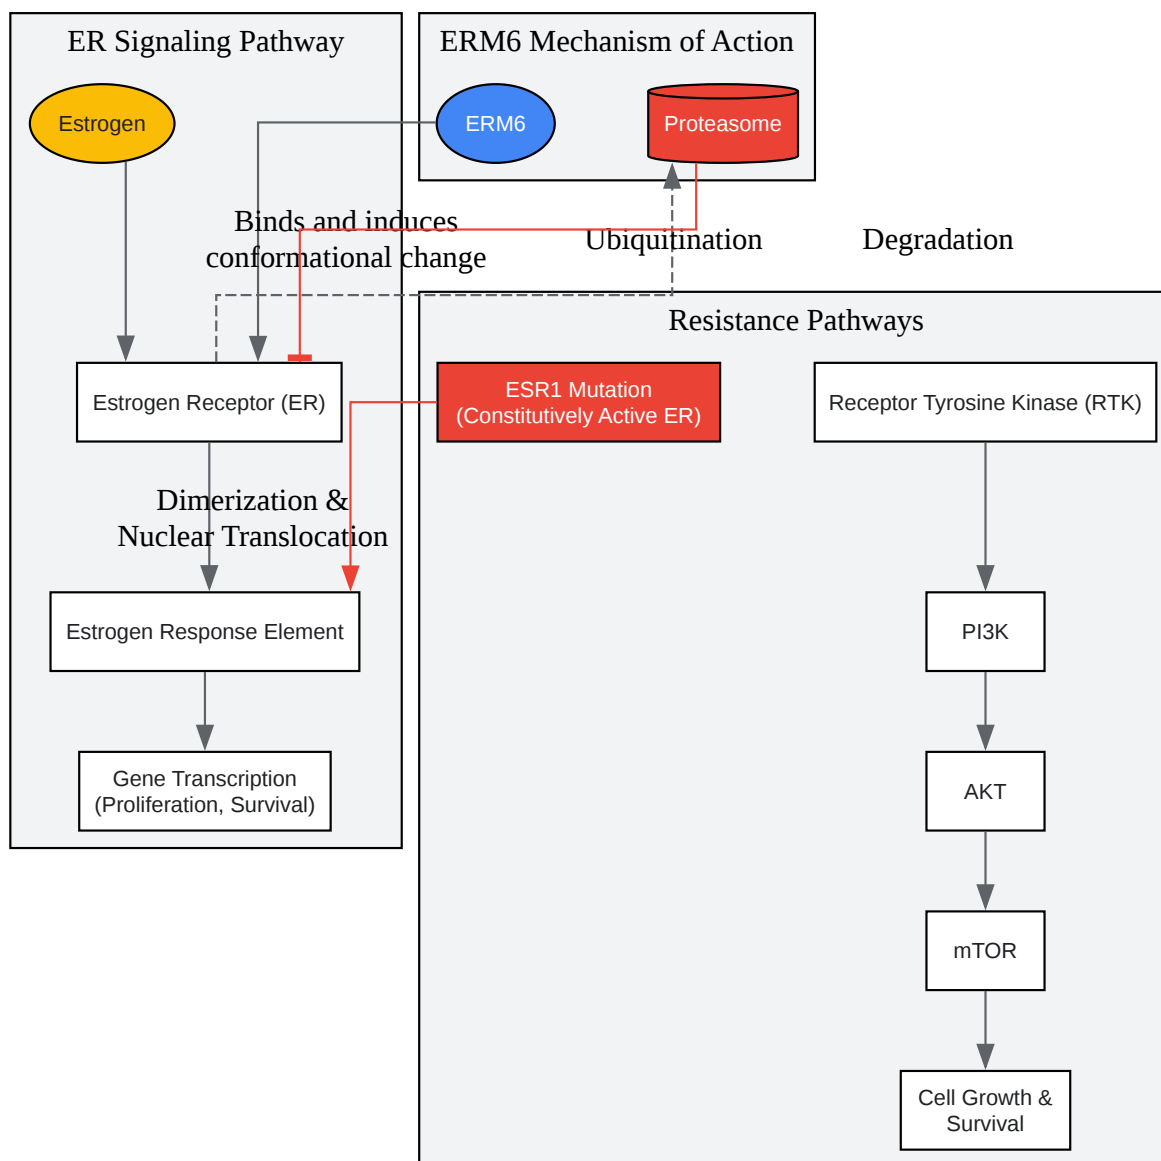 ER Signaling Pathway
ERM6 Mechanism of Action
Estrogen
ERM6
Proteasome
Binds and induces
conformational change
Ubiquitination
Degradation
Resistance Pathways
Estrogen Receptor (ER)
ESR1 Mutation
(Constitutively Active ER)
Receptor Tyrosine Kinase (RTK)
Dimerization &
Nuclear Translocation
Estrogen Response Element
PI3K
Gene Transcription
(Proliferation, Survival)
AKT
mTOR
Cell Growth &
Survival